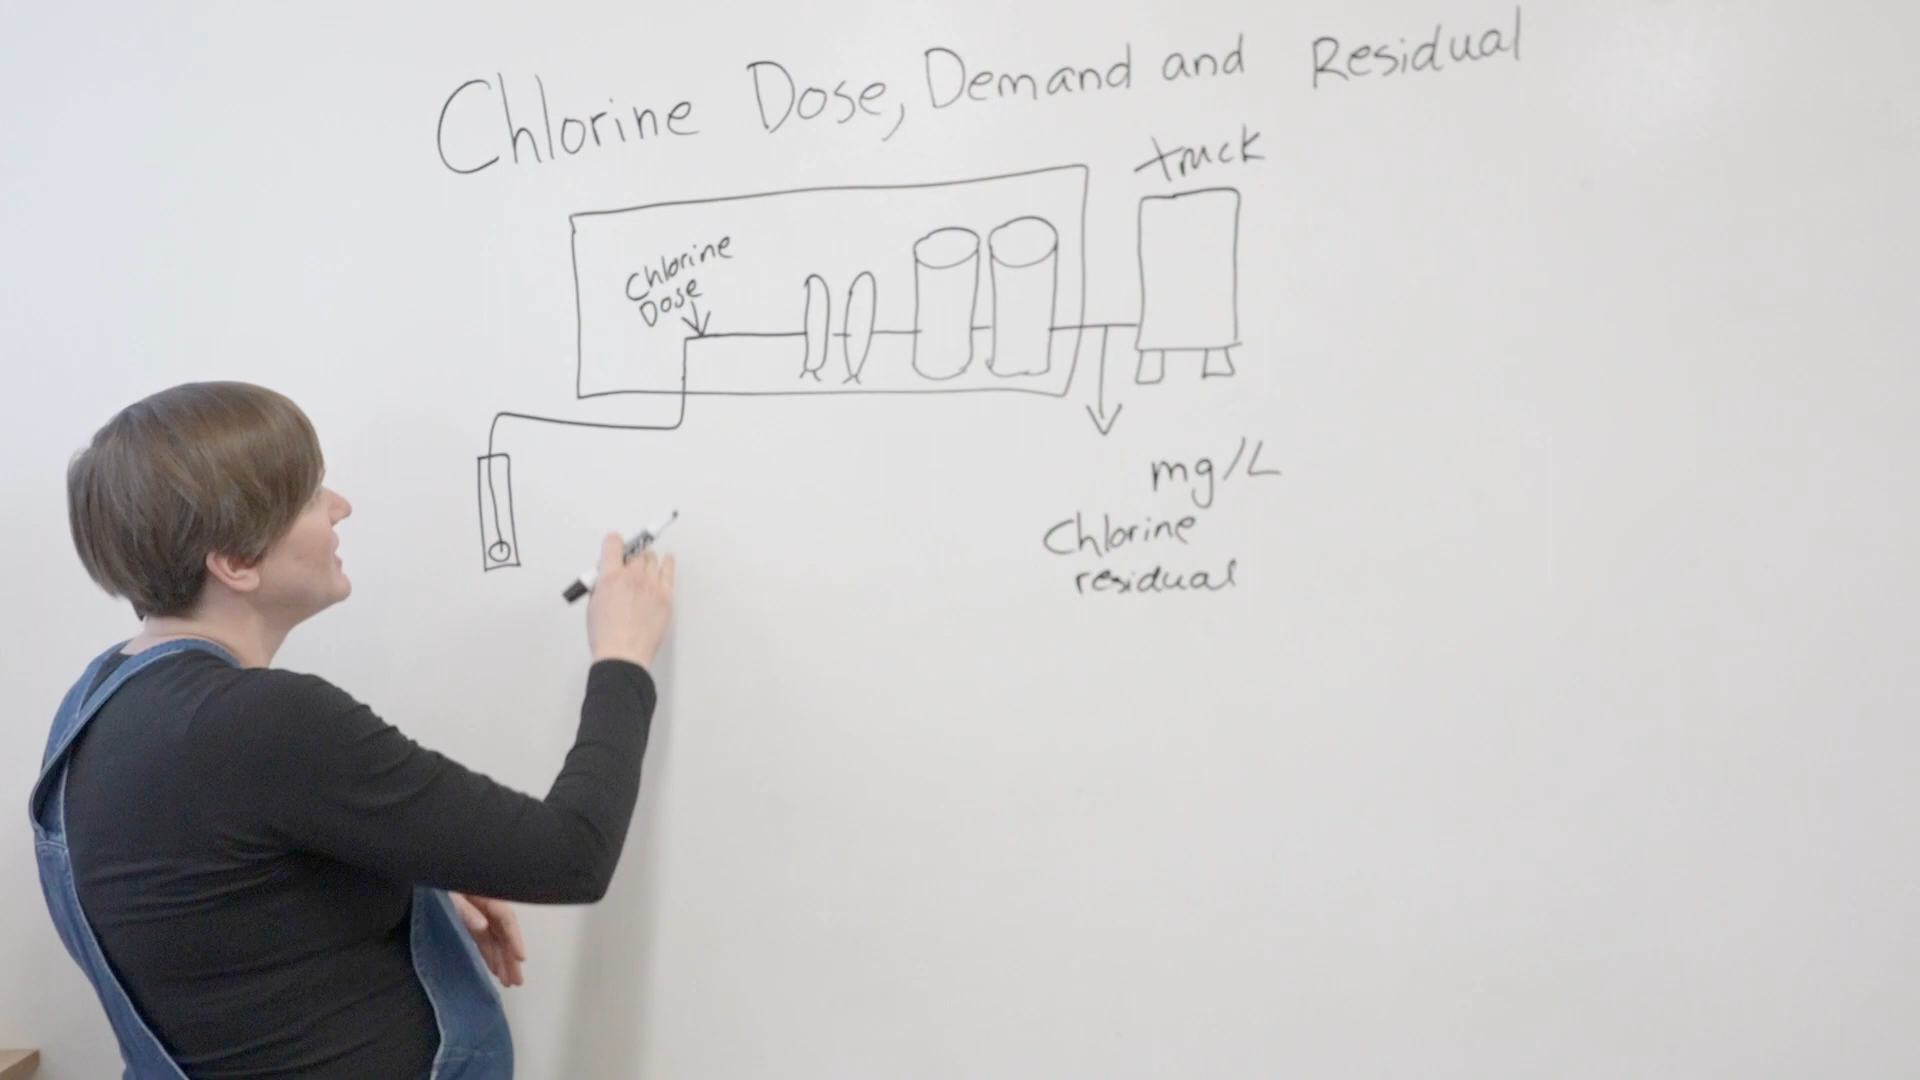 Chlorine Dose, Demand and Residual
truck
Chlorine
Dose
mg/L
Chlorine
residual